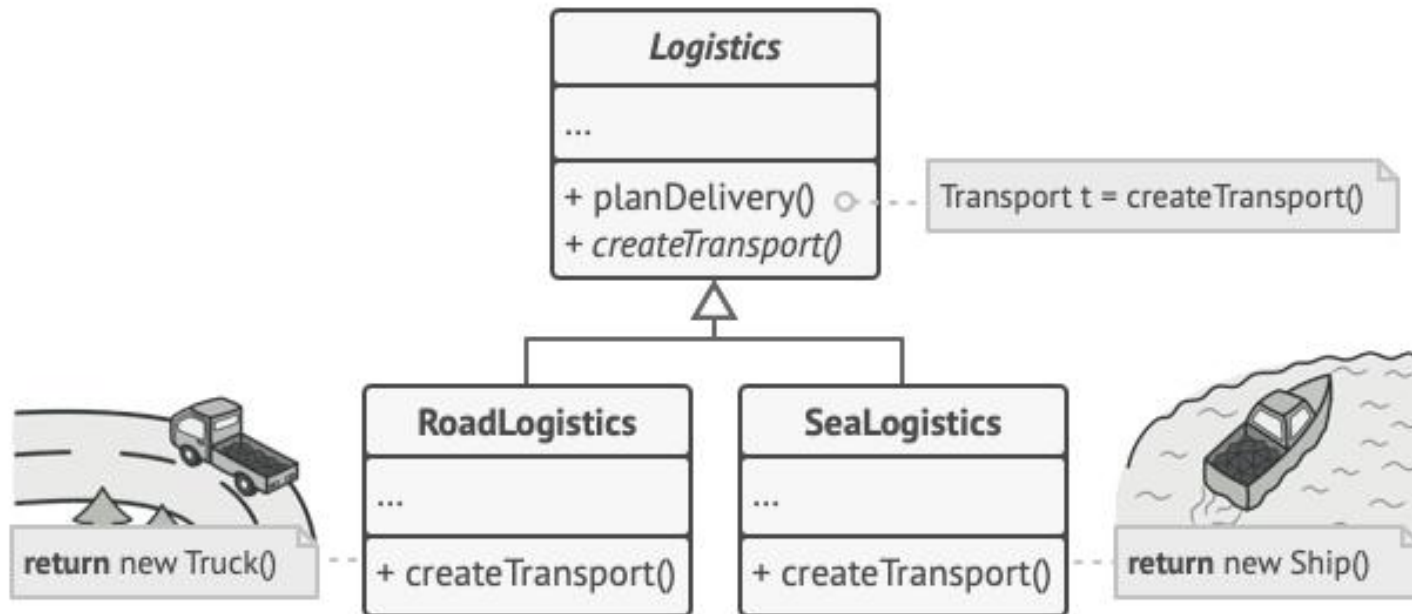 Logistics
...
+ planDelivery()
+ createTransport()
Transport t = createTransport()
RoadLogistics
...
+ createTransport()
return new Truck()
SeaLogistics
...
+ createTransport()
return new Ship()